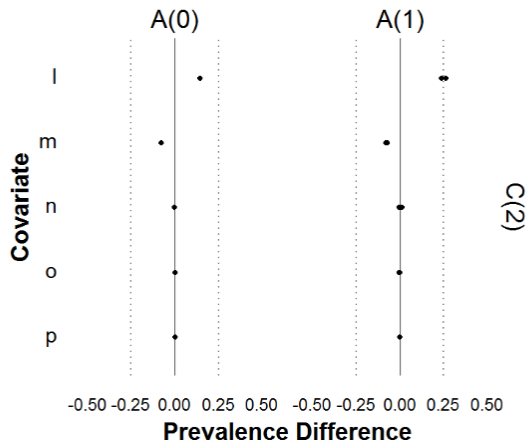 A(0) A(1)
l
m
n
o
p
Covariate
C(2)
-0.50 -0.25 0.00 0.25 0.50 -0.50 -0.25 0.00 0.25 0.50
Prevalence Difference